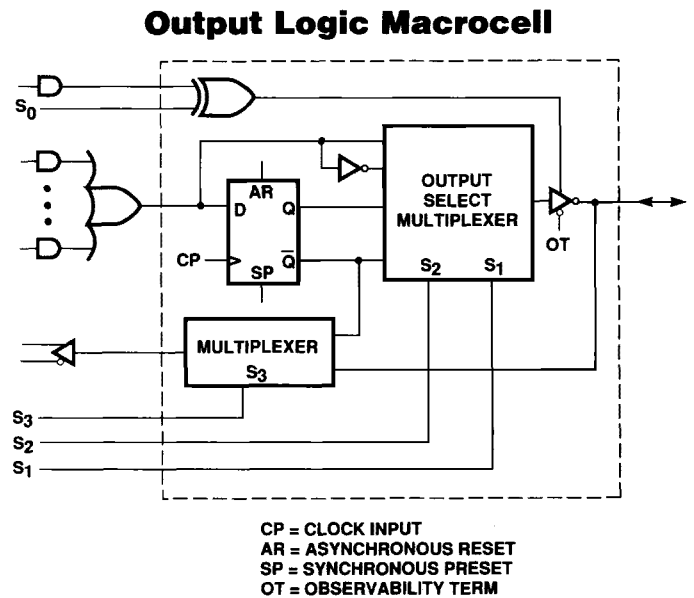 Output Logic Macrocell
S0
AR
D
Q
CP
SP
Q̅
OUTPUT
SELECT
MULTIPLEXER
S2
S1
OT
MULTIPLEXER
S3
S3
S2
S1
CP = CLOCK INPUT
AR = ASYNCHRONOUS RESET
SP = SYNCHRONOUS PRESET
OT = OBSERVABILITY TERM